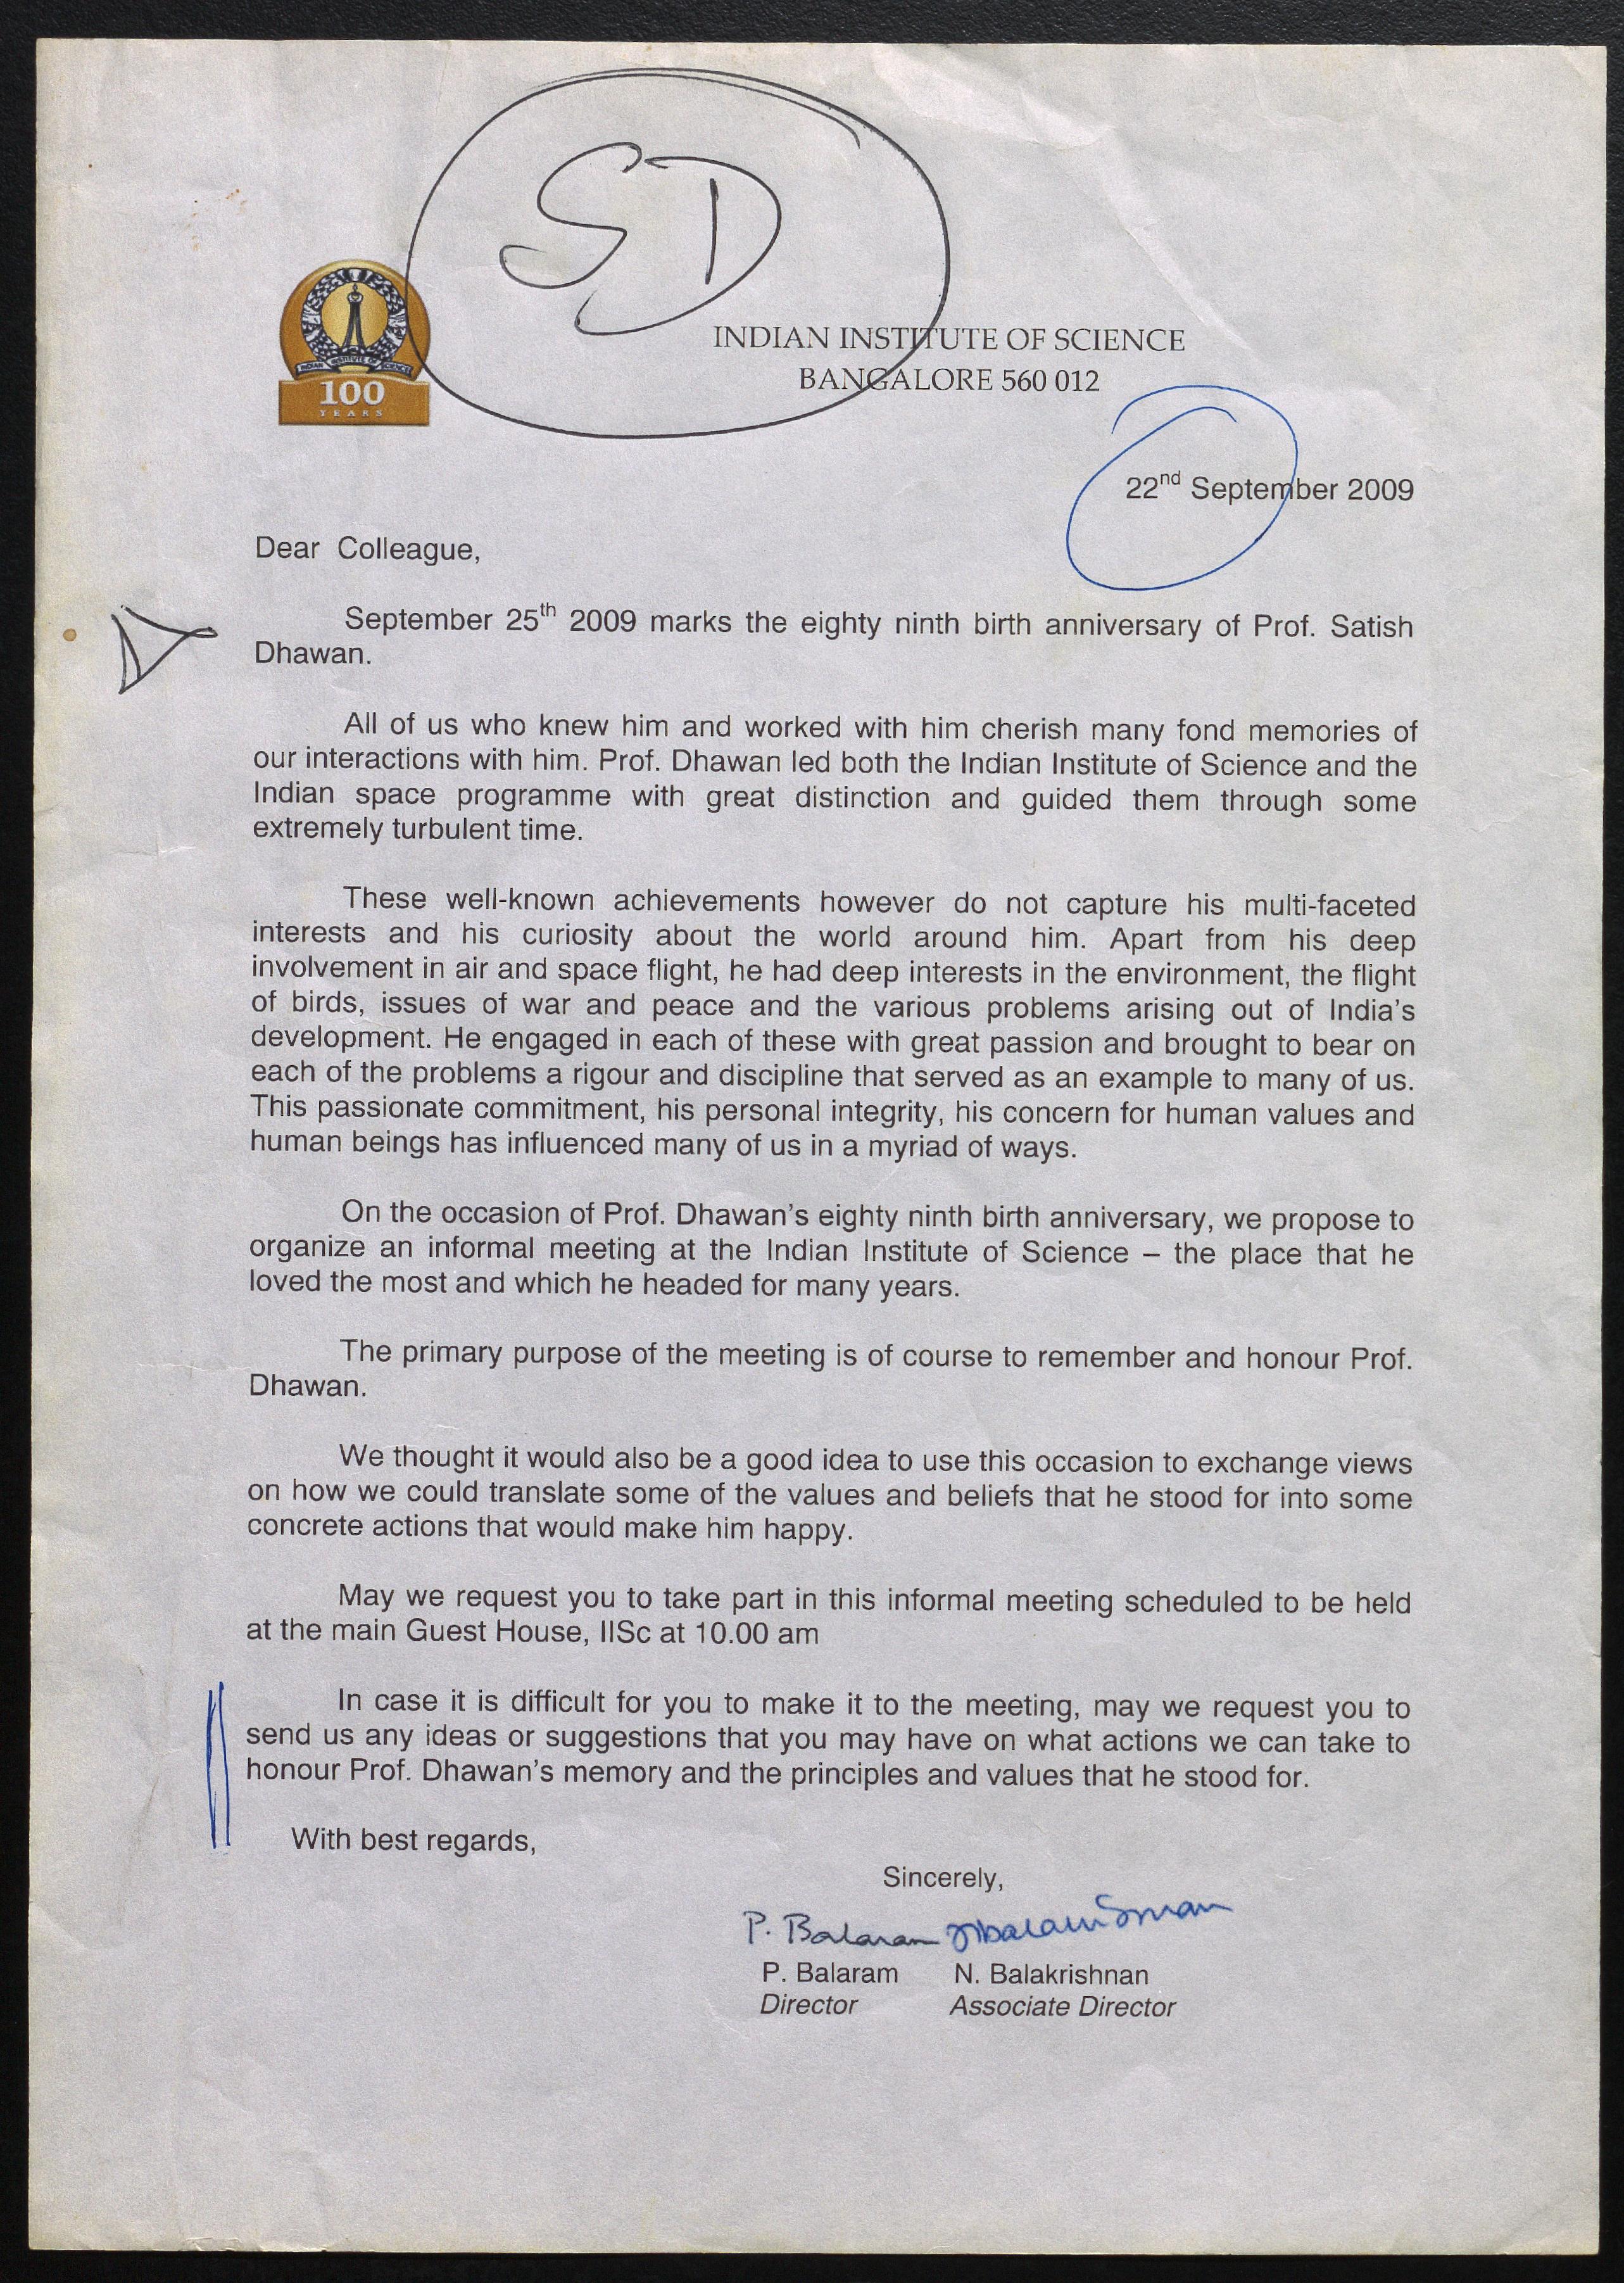 SD
INDIAN INSTITUTE OF SCIENCE
100
YEARS
INDIAN INSTITUTE OF SCIENCE
BANGALORE 560 012
22nd September 2009
Dear Colleague,
September 25th 2009 marks the eighty ninth birth anniversary of Prof. Satish
Dhawan.
All of us who knew him and worked with him cherish many fond memories of
our interactions with him. Prof. Dhawan led both the Indian Institute of Science and the
Indian space programme with great distinction and guided them through some
extremely turbulent time.
These well-known achievements however do not capture his multi-faceted
interests and his curiosity about the world around him. Apart from his deep
involvement in air and space flight, he had deep interests in the environment, the flight
of birds, issues of war and peace and the various problems arising out of India's
development. He engaged in each of these with great passion and brought to bear on
each of the problems a rigour and discipline that served as an example to many of us.
This passionate commitment, his personal integrity, his concern for human values and
human beings has influenced many of us in a myriad of ways.
On the occasion of Prof. Dhawan's eighty ninth birth anniversary, we propose to
organize an informal meeting at the Indian Institute of Science – the place that he
loved the most and which he headed for many years.
The primary purpose of the meeting is of course to remember and honour Prof.
Dhawan.
We thought it would also be a good idea to use this occasion to exchange views
on how we could translate some of the values and beliefs that he stood for into some
concrete actions that would make him happy.
May we request you to take part in this informal meeting scheduled to be held
at the main Guest House, IISc at 10.00 am
In case it is difficult for you to make it to the meeting, may we request you to
send us any ideas or suggestions that you may have on what actions we can take to
honour Prof. Dhawan's memory and the principles and values that he stood for.
With best regards,
Sincerely,
P. Balaram
P. Balaram N. Balakrishnan
Director Associate Director